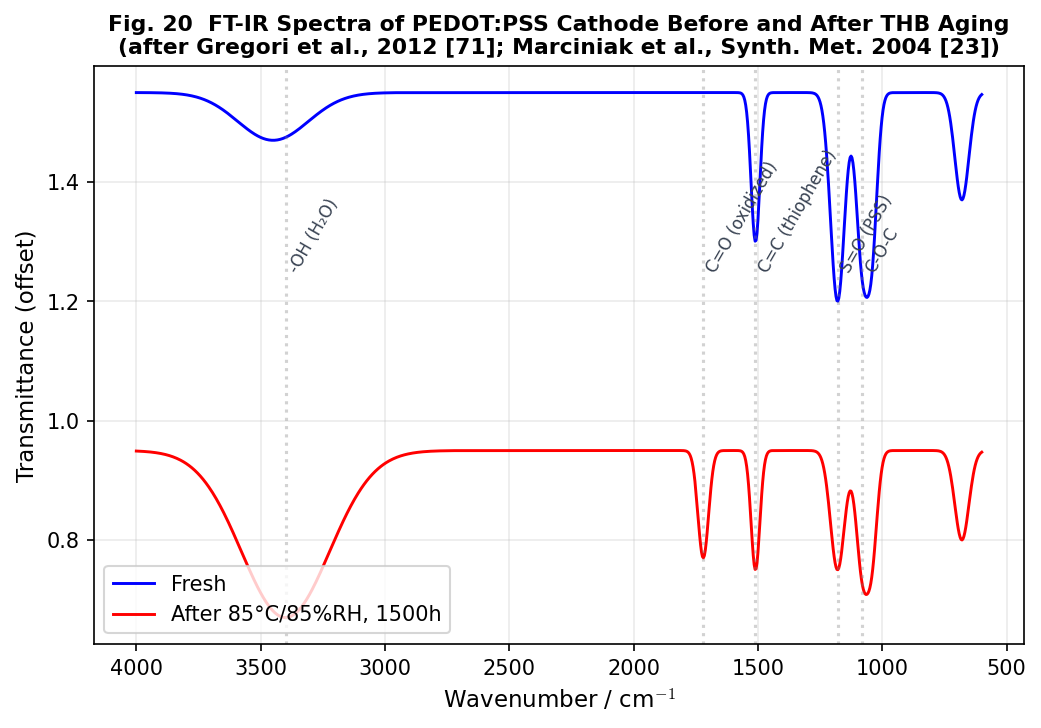 Fig. 20  FT-IR Spectra of PEDOT:PSS Cathode Before and After THB Aging
(after Gregori et al., 2012 [71]; Marciniak et al., Synth. Met. 2004 [23])
Transmittance (offset)
1.4
1.2
1.0
0.8
-OH (H₂O)
C=O (oxidized)
C=C (thiophene)
S=O (PSS)
C-O-C
Fresh
After 85°C/85%RH, 1500h
4000 3500 3000 2500 2000 1500 1000 500
Wavenumber / cm⁻¹